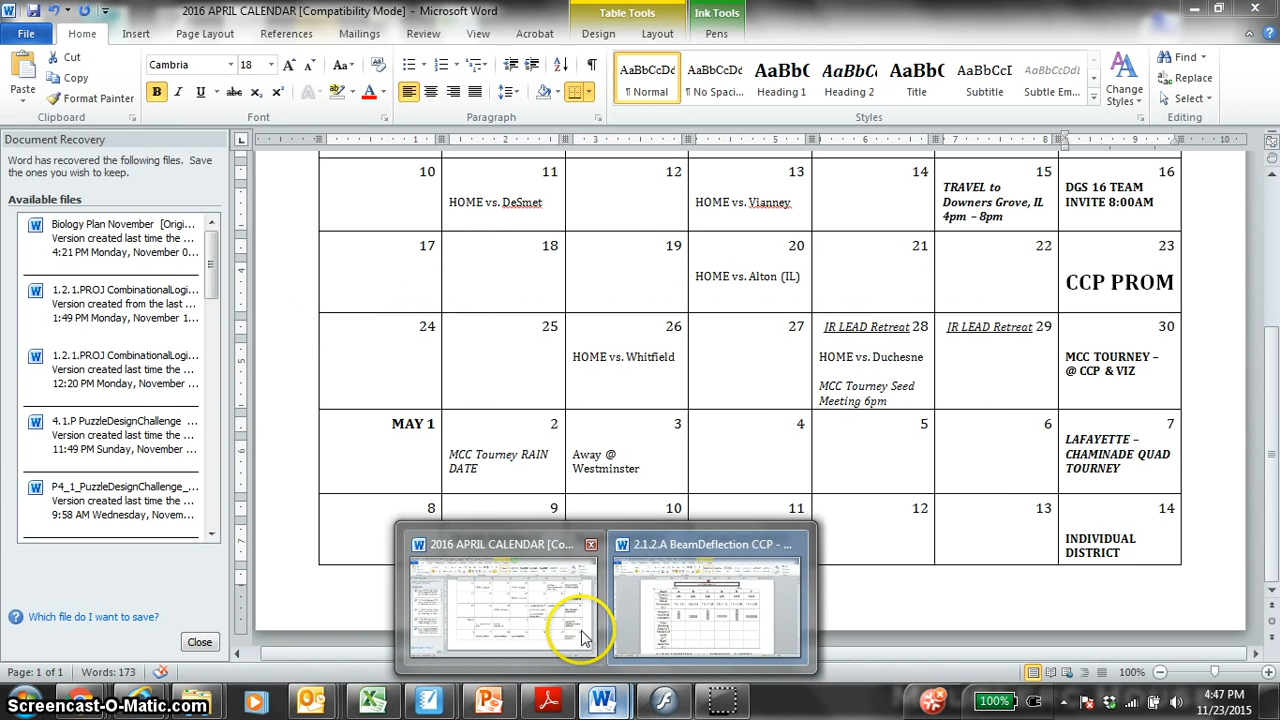 2016 APRIL CALENDAR [Compatibility Mode] - Microsoft Word
Table Tools
Ink Tools
File
Home
Insert
Page Layout
References
Mailings
Review
View
Acrobat
Design
Layout
Pens
Paste
Cut
Copy
Format Painter
Clipboard
Cambria
18
Font
Paragraph
AaBbCcDd
¶ Normal
AaBbCcDd
¶ No Spaci...
AaBbC
Heading 1
AaBbCc
Heading 2
AaBbC
Title
AaBbCcDd
Subtitle
AaBbCcDd
Subtle Em...
Styles
Change
Styles
Find
Replace
Select
Editing
Document Recovery
Word has recovered the following files. Save
the ones you wish to keep.
Available files
Biology Plan November [Origi...
Version created last time the ...
4:21 PM Monday, November 0...
1.2.1.PROJ CombinationalLogi...
Version created from the last ...
1:49 PM Monday, November 1...
1.2.1.PROJ CombinationalLogi...
Version created last time the ...
12:20 PM Monday, November...
4.1.P PuzzleDesignChallenge ...
Version created last time the ...
11:49 PM Sunday, November ...
P4_1_PuzzleDesignChallenge_...
Version created last time the ...
9:58 AM Wednesday, Novem...
Which file do I want to save?
Close
10
11
HOME vs. DeSmet
12
13
HOME vs. Vianney
14
15
TRAVEL to
Downers Grove, IL
4pm – 8pm
16
DGS 16 TEAM
INVITE 8:00AM
17
18
19
20
HOME vs. Alton (IL)
21
22
23
CCP PROM
24
25
26
HOME vs. Whitfield
27
JR LEAD Retreat 28
HOME vs. Duchesne
MCC Tourney Seed
Meeting 6pm
JR LEAD Retreat 29
30
MCC TOURNEY –
@ CCP & VIZ
MAY 1
2
MCC Tourney RAIN
DATE
3
Away @
Westminster
4
5
6
7
LAFAYETTE –
CHAMINADE QUAD
TOURNEY
8
9
10
11
12
13
14
INDIVIDUAL
DISTRICT
2016 APRIL CALENDAR [Co...
2.1.2.A BeamDeflection CCP - ...
Page: 1 of 1
Words: 173
100%
Screencast-O-Matic.com
100%
4:47 PM
11/23/2015